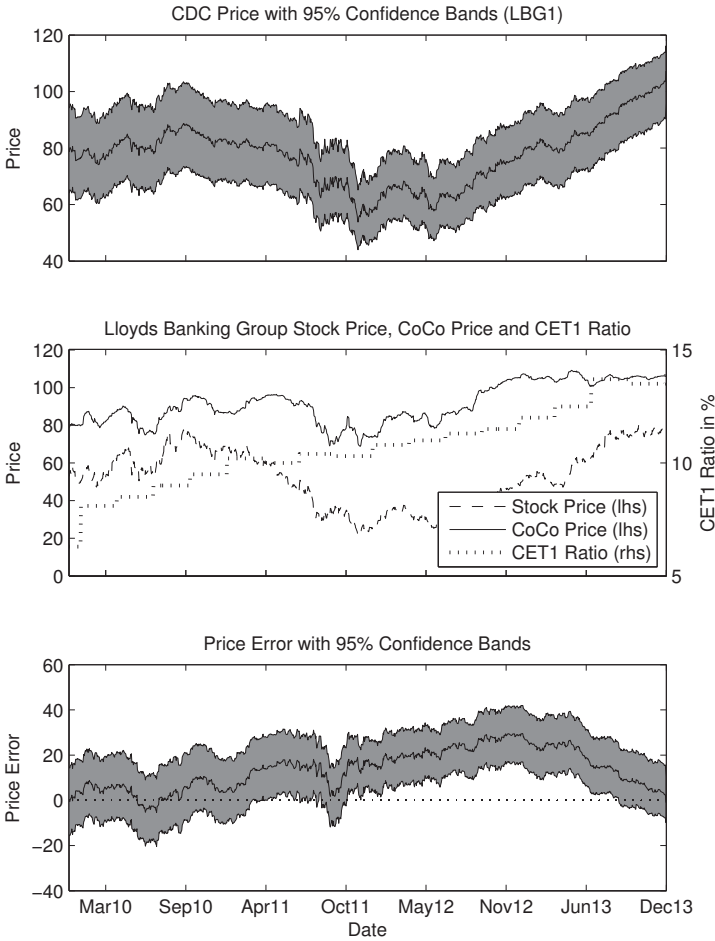 CDC Price with 95% Confidence Bands (LBG1)
120
100
80
60
40
Price
Lloyds Banking Group Stock Price, CoCo Price and CET1 Ratio
120
100
80
60
40
20
0
Price
15
10
5
CET1 Ratio in %
Stock Price (lhs)
CoCo Price (lhs)
CET1 Ratio (rhs)
Price Error with 95% Confidence Bands
60
40
20
0
−20
−40
Price Error
Mar10 Sep10 Apr11 Oct11 May12 Nov12 Jun13 Dec13
Date